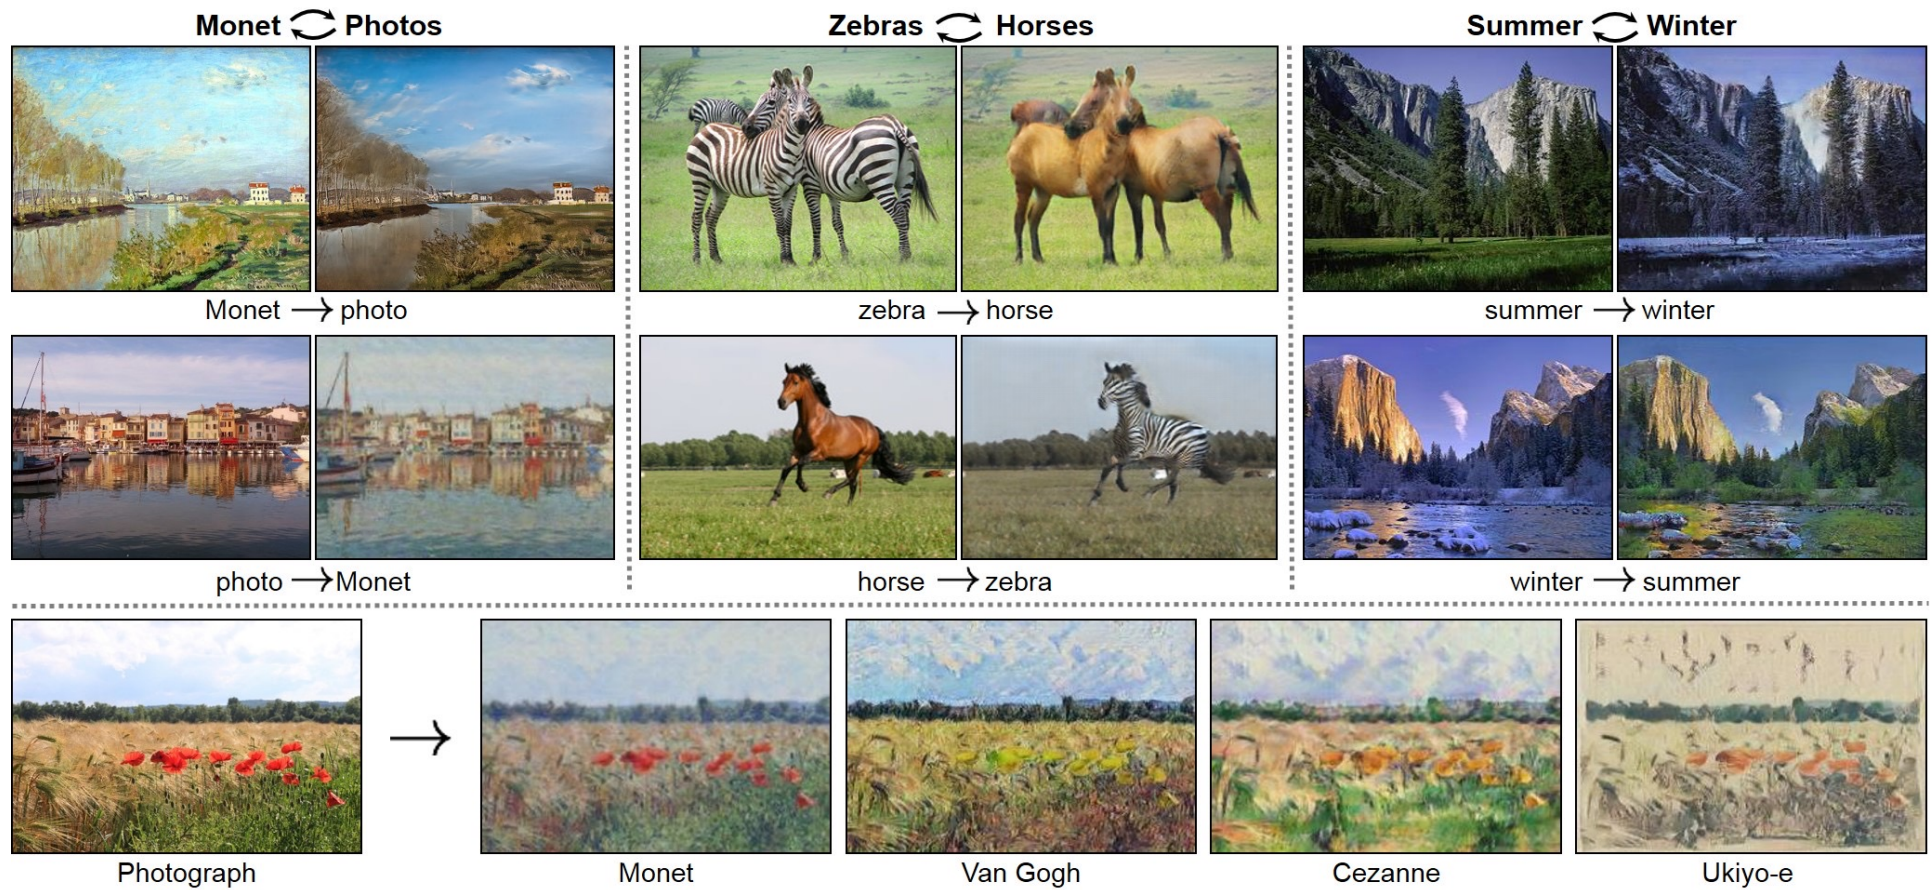 Monet Photos
Zebras Horses
Summer Winter
Monet → photo
zebra → horse
summer → winter
photo → Monet
horse → zebra
winter → summer
Photograph
Monet
Van Gogh
Cezanne
Ukiyo-e